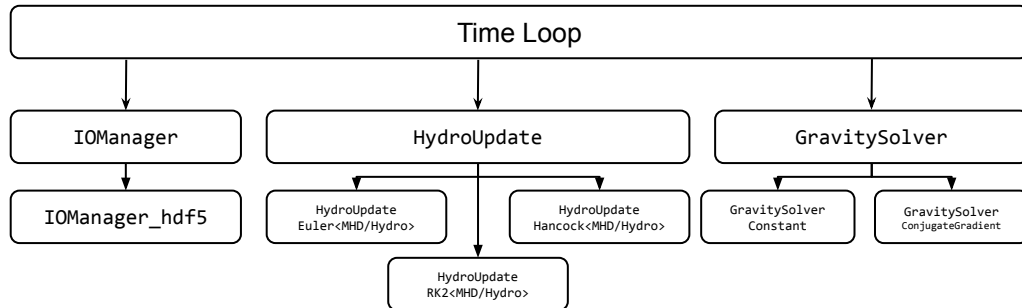 Time Loop
IOManager
HydroUpdate
GravitySolver
IOManager_hdf5
HydroUpdate
Euler<MHD/Hydro>
HydroUpdate
Hancock<MHD/Hydro>
GravitySolver
Constant
GravitySolver
ConjugateGradient
HydroUpdate
RK2<MHD/Hydro>